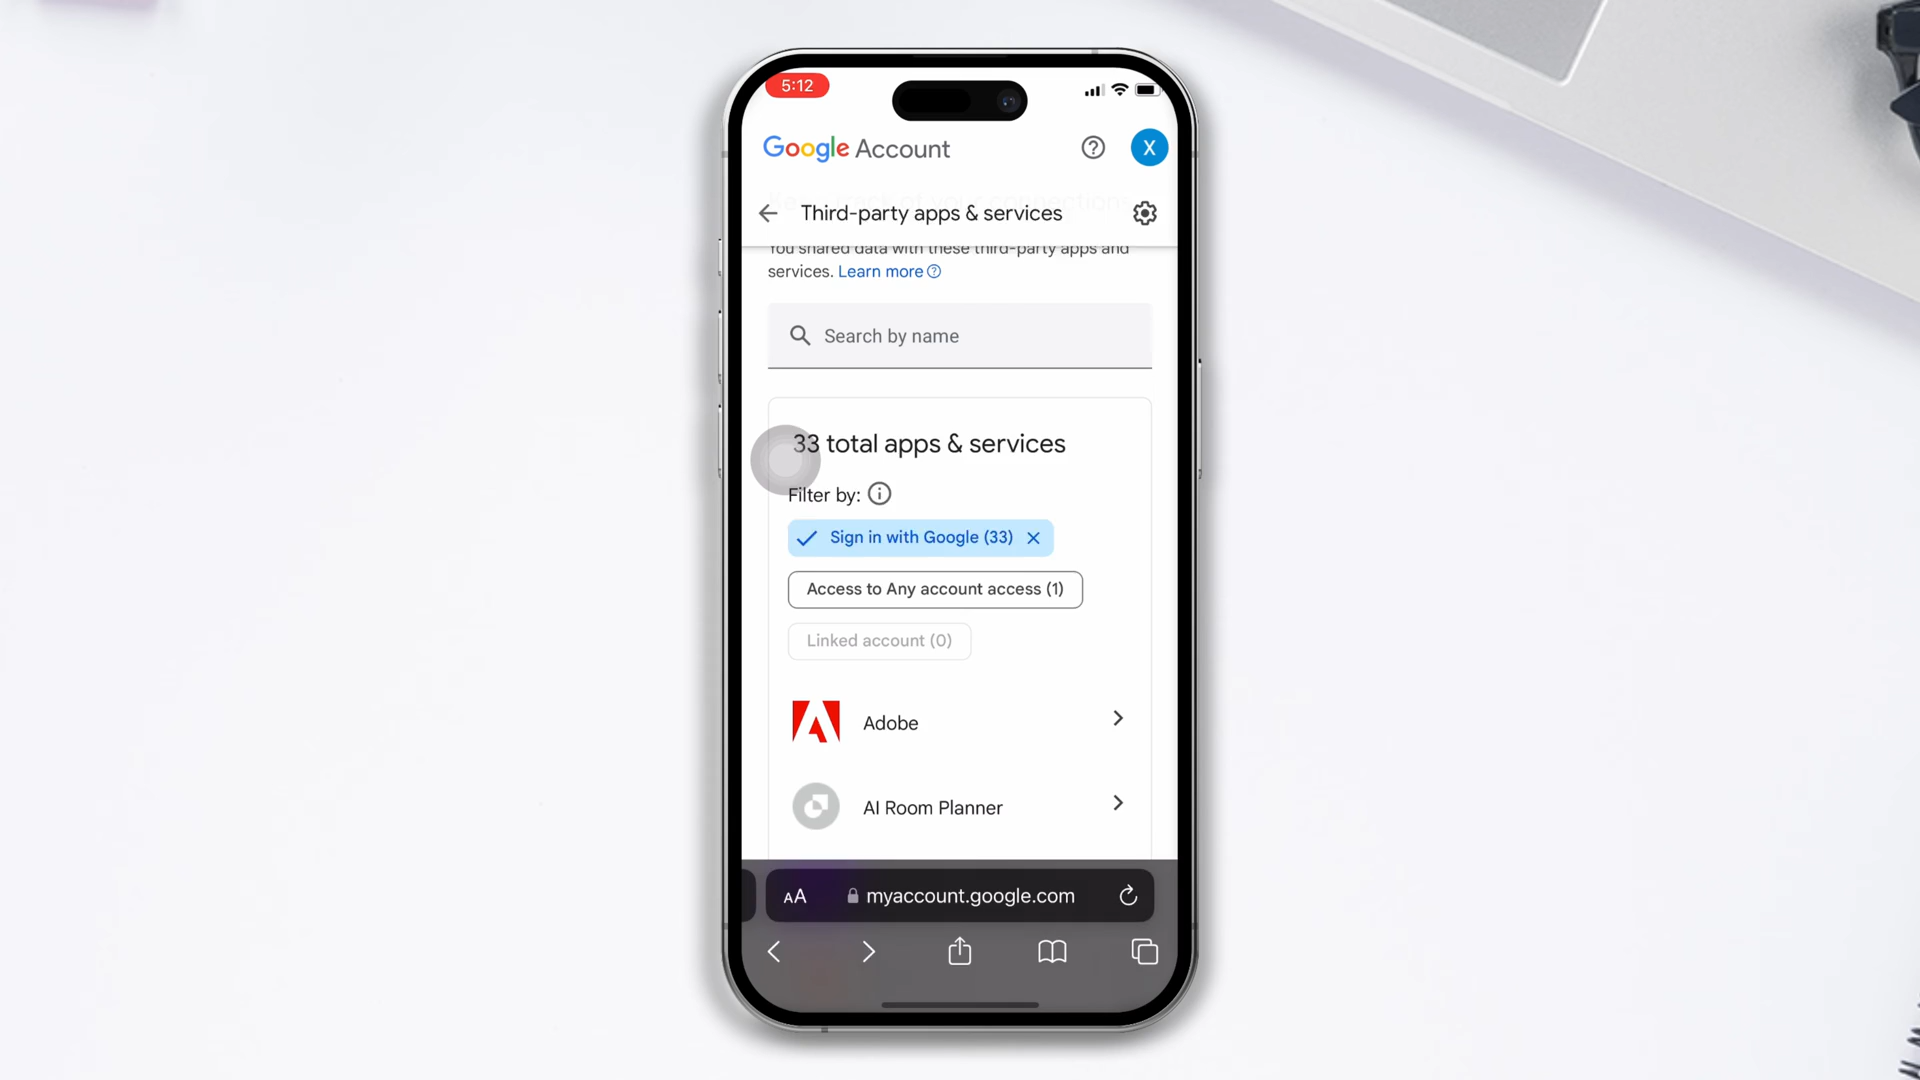 5:12
Google Account
X
Third-party apps & services
You shared data with these third-party apps and
services. Learn more
Search by name
33 total apps & services
Filter by:
Sign in with Google (33)
Access to Any account access (1)
Linked account (0)
Adobe
AI Room Planner
AA
myaccount.google.com